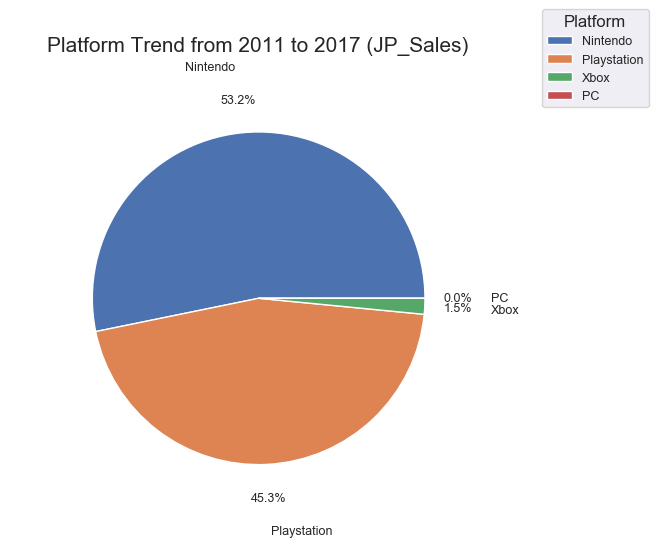 Platform Trend from 2011 to 2017 (JP_Sales)
Platform
Nintendo
Playstation
Xbox
PC
Nintendo
53.2%
0.0% PC
1.5% Xbox
45.3%
Playstation